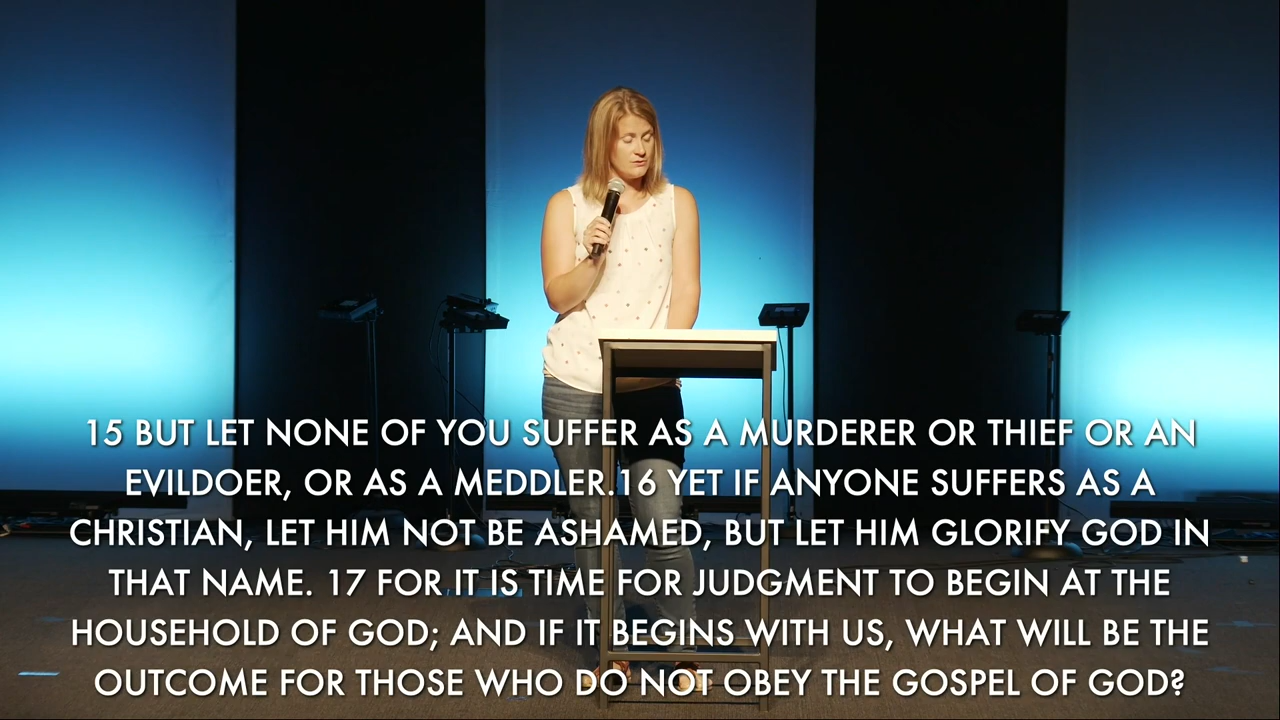 15 BUT LET NONE OF YOU SUFFER AS A MURDERER OR THIEF OR AN
EVILDOER, OR AS A MEDDLER.16 YET IF ANYONE SUFFERS AS A
CHRISTIAN, LET HIM NOT BE ASHAMED, BUT LET HIM GLORIFY GOD IN
THAT NAME. 17 FOR IT IS TIME FOR JUDGMENT TO BEGIN AT THE
HOUSEHOLD OF GOD; AND IF IT BEGINS WITH US, WHAT WILL BE THE
OUTCOME FOR THOSE WHO DO NOT OBEY THE GOSPEL OF GOD?